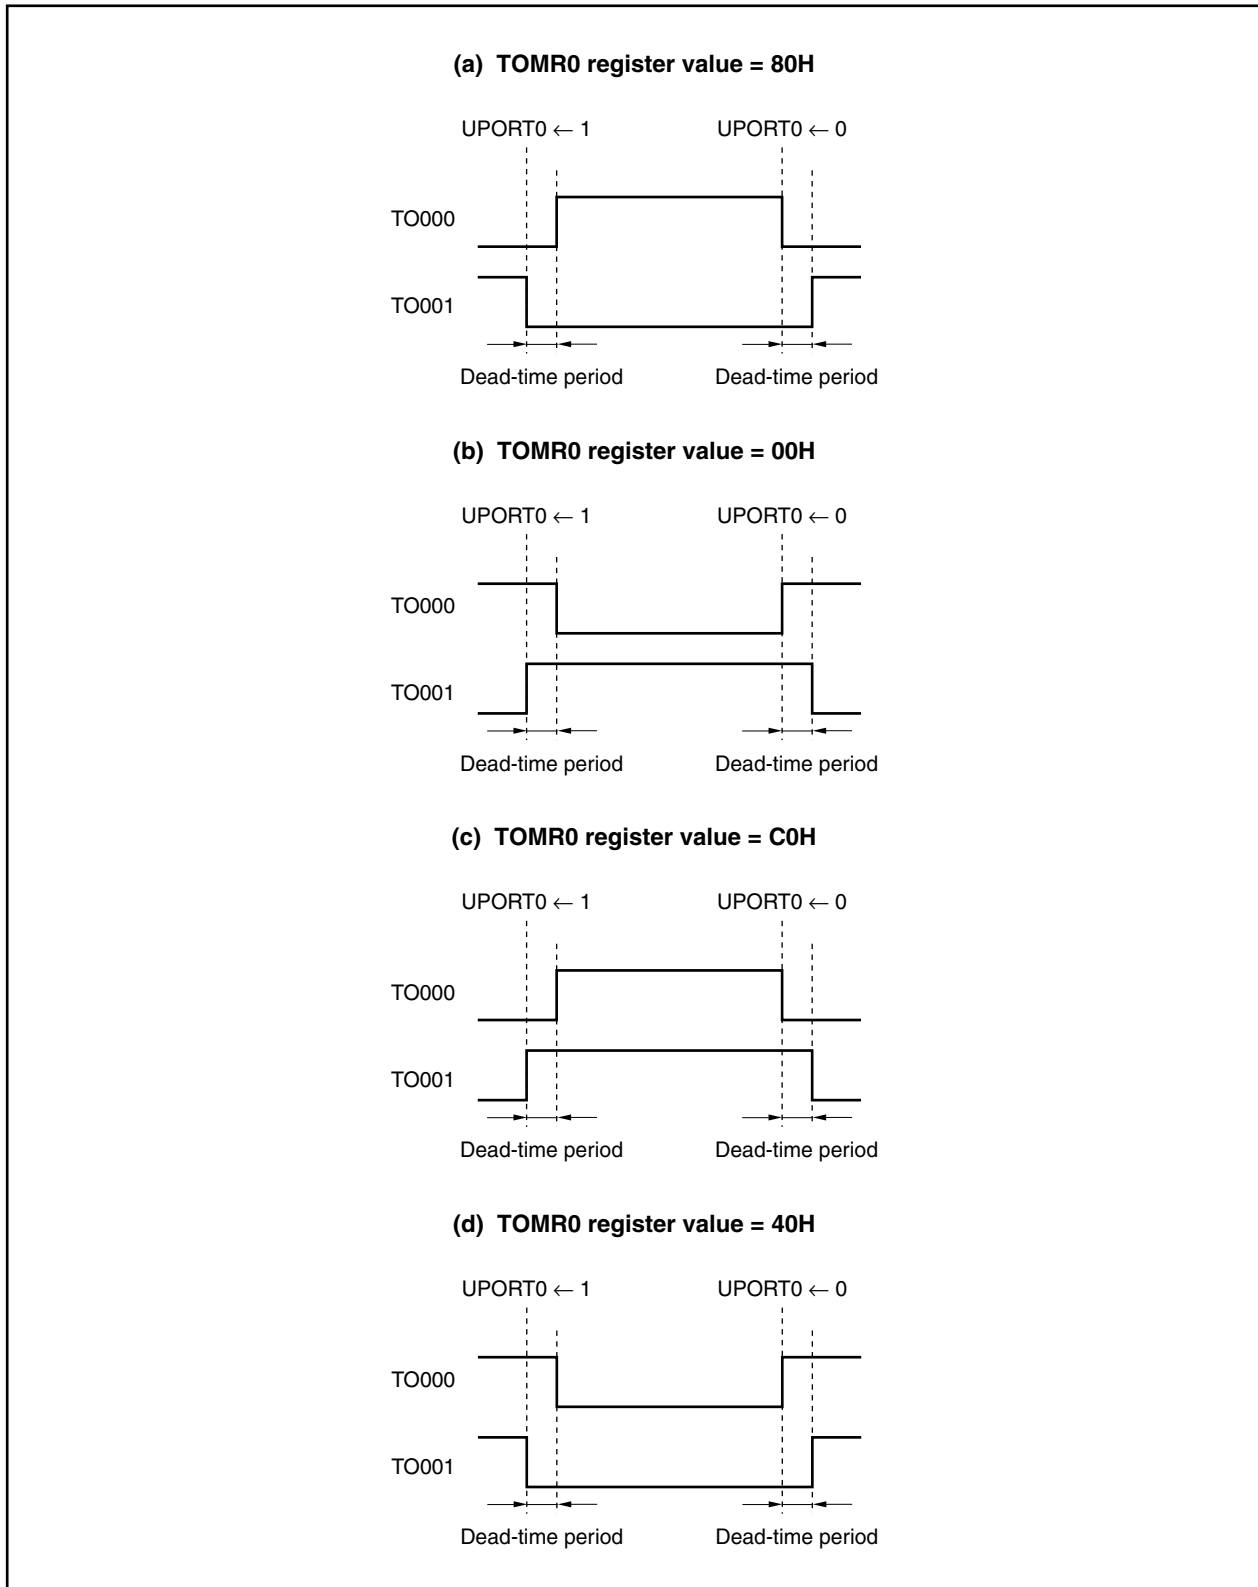 (a) TOMR0 register value = 80H
UPORT0 ← 1 UPORT0 ← 0
TO000
TO001
Dead-time period Dead-time period
(b) TOMR0 register value = 00H
UPORT0 ← 1 UPORT0 ← 0
TO000
TO001
Dead-time period Dead-time period
(c) TOMR0 register value = C0H
UPORT0 ← 1 UPORT0 ← 0
TO000
TO001
Dead-time period Dead-time period
(d) TOMR0 register value = 40H
UPORT0 ← 1 UPORT0 ← 0
TO000
TO001
Dead-time period Dead-time period